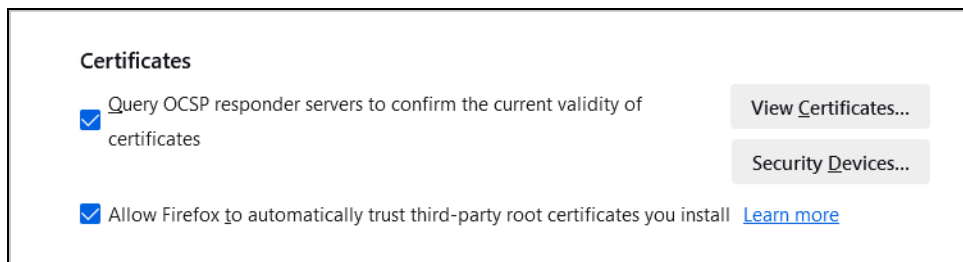 Certificates
Query OCSP responder servers to confirm the current validity of
certificates
View Certificates...
Security Devices...
Allow Firefox to automatically trust third-party root certificates you install Learn more